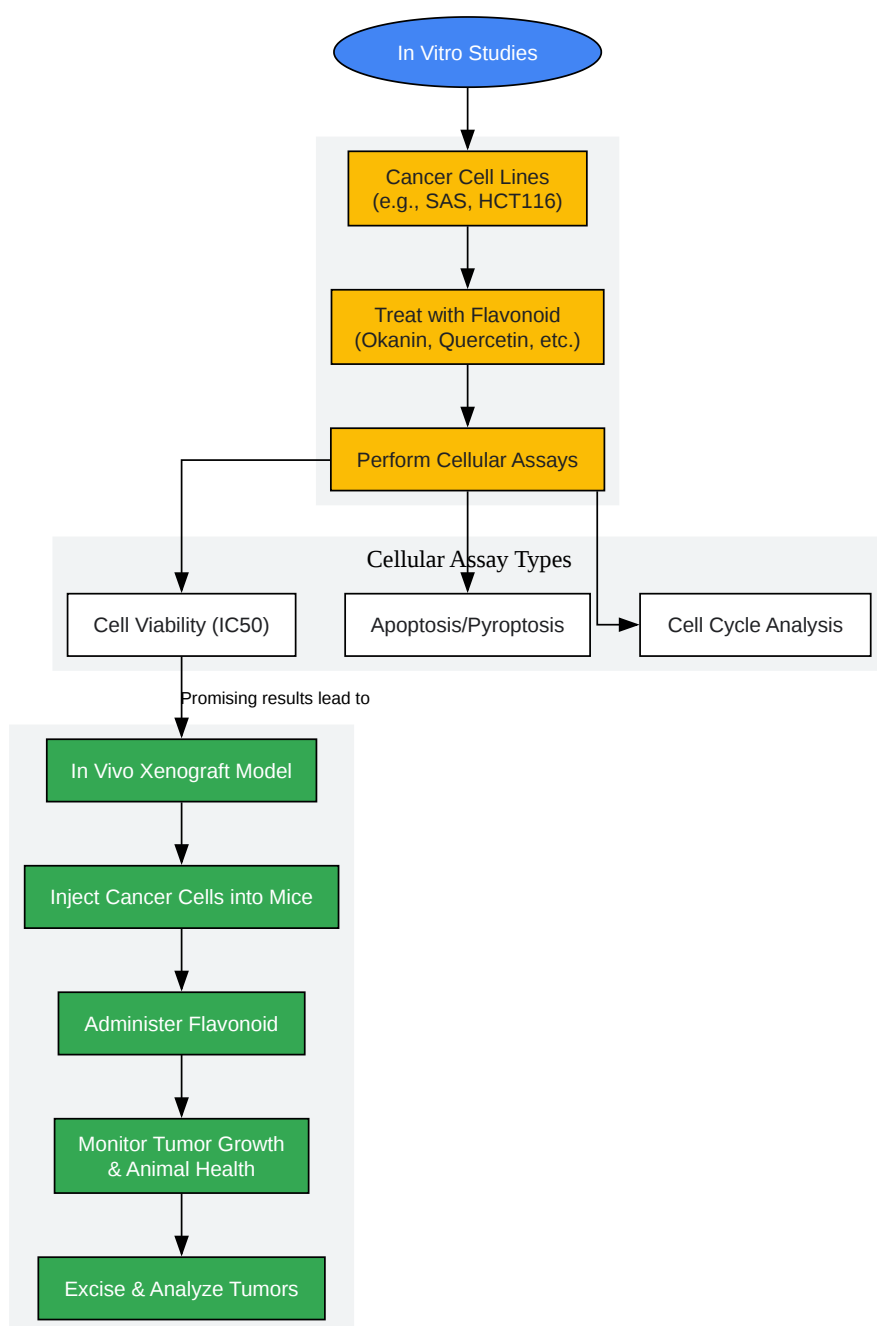 In Vitro Studies
Cancer Cell Lines
(e.g., SAS, HCT116)
Treat with Flavonoid
(Okanin, Quercetin, etc.)
Perform Cellular Assays
Cellular Assay Types
Cell Viability (IC50)
Apoptosis/Pyroptosis
Cell Cycle Analysis
Promising results lead to
In Vivo Xenograft Model
Inject Cancer Cells into Mice
Administer Flavonoid
Monitor Tumor Growth
& Animal Health
Excise & Analyze Tumors